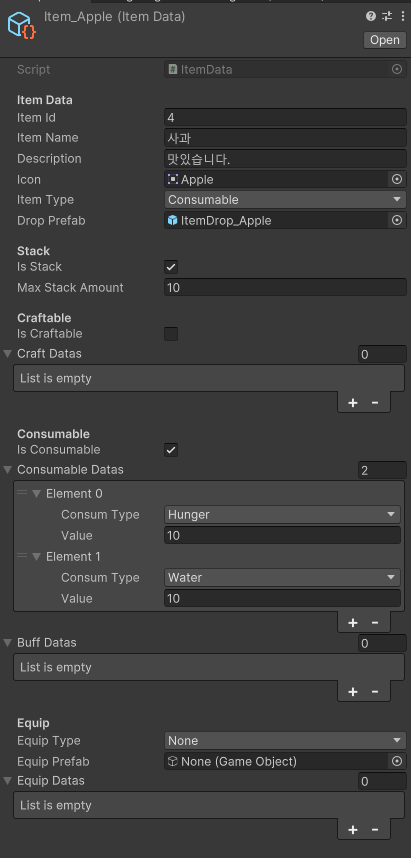 Item_Apple (Item Data)
Open
Script ItemData
Item Data
Item Id 4
Item Name 사과
Description 맛있습니다.
Icon Apple
Item Type Consumable
Drop Prefab ItemDrop_Apple
Stack
Is Stack
Max Stack Amount 10
Craftable
Is Craftable
Craft Datas 0
List is empty
+ -
Consumable
Is Consumable
Consumable Datas 2
Element 0
Consum Type Hunger
Value 10
Element 1
Consum Type Water
Value 10
+ -
Buff Datas 0
List is empty
+ -
Equip
Equip Type None
Equip Prefab None (Game Object)
Equip Datas 0
List is empty
+ -